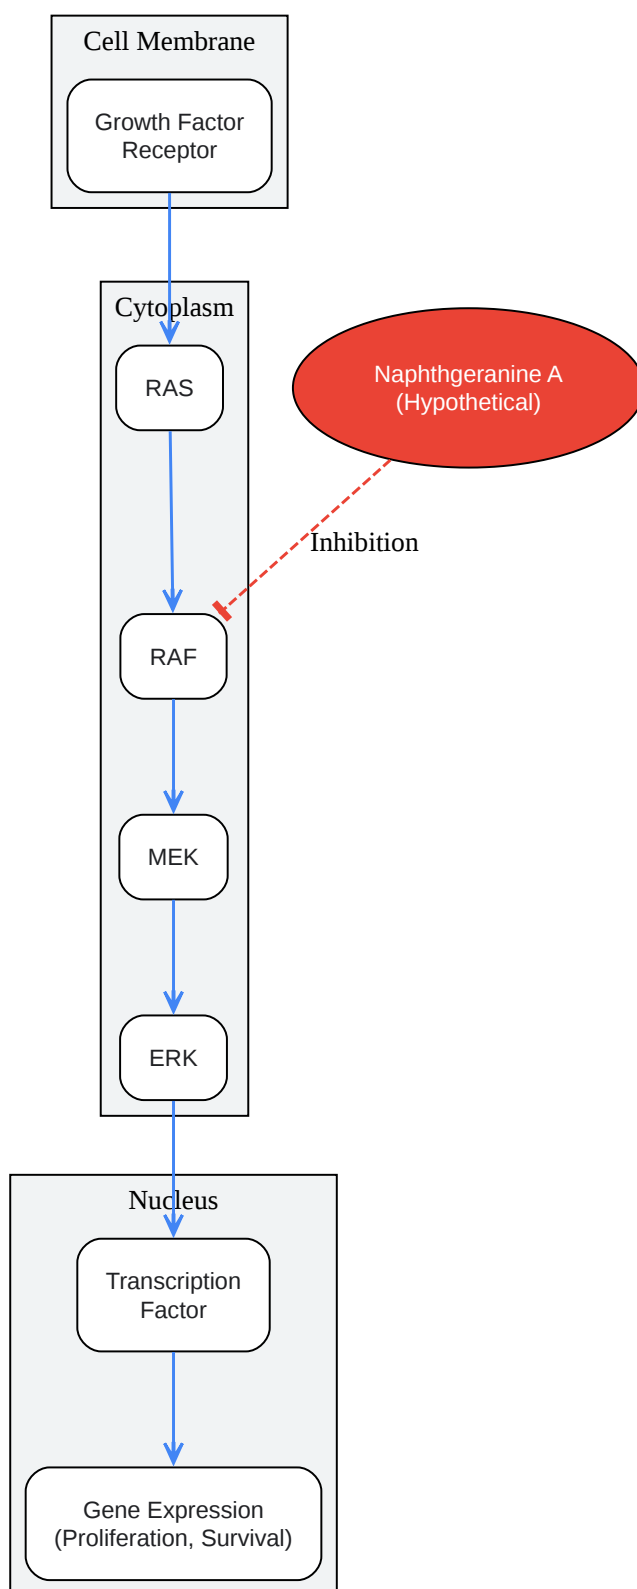 Cell Membrane
Growth Factor
Receptor
Cytoplasm
RAS
Naphthgeranine A
(Hypothetical)
Inhibition
RAF
MEK
ERK
Nucleus
Transcription
Factor
Gene Expression
(Proliferation, Survival)